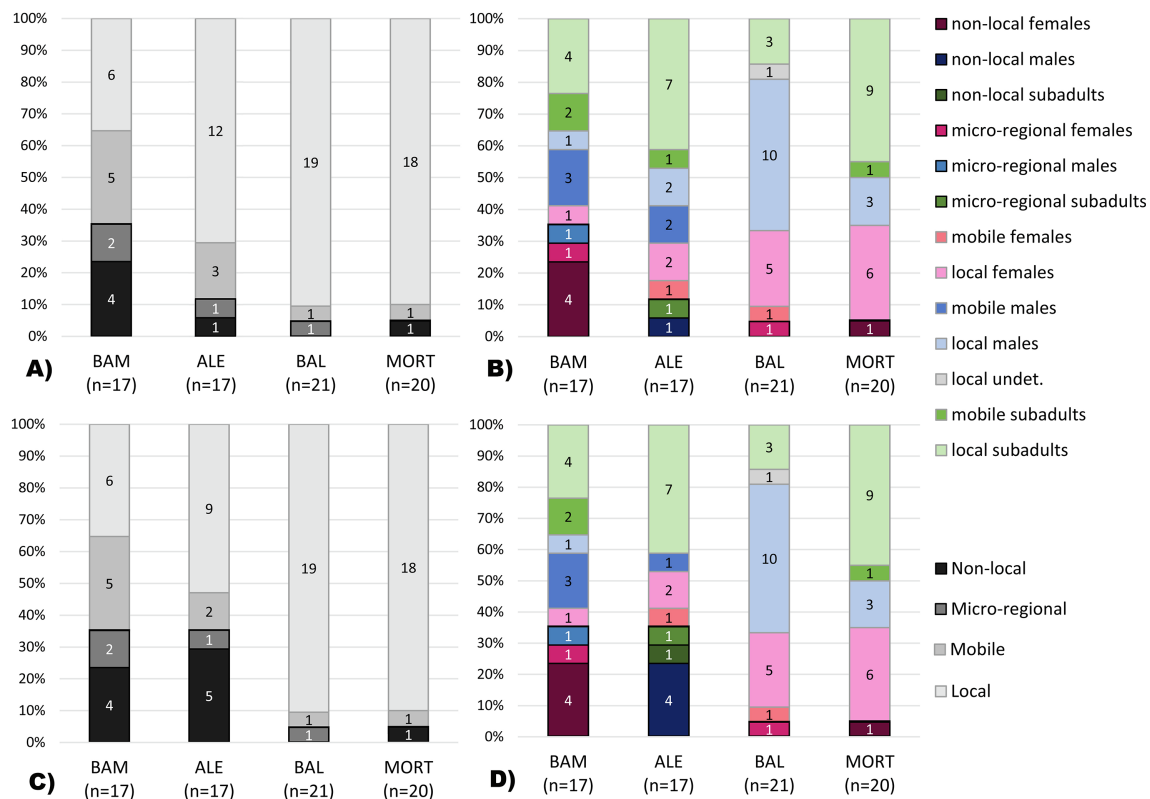 100%
90%
80%
70%
60%
50%
40%
30%
20%
10%
0%
6
5
2
4
12
3
1
1
19
1
1
18
1
1
BAM
(n=17)
ALE
(n=17)
BAL
(n=21)
MORT
(n=20)
A)
100%
90%
80%
70%
60%
50%
40%
30%
20%
10%
0%
4
2
1
3
1
1
1
4
7
1
2
2
2
1
1
1
3
1
10
5
1
1
9
1
3
6
1
BAM
(n=17)
ALE
(n=17)
BAL
(n=21)
MORT
(n=20)
B)
non-local females
non-local males
non-local subadults
micro-regional females
micro-regional males
micro-regional subadults
mobile females
local females
mobile males
local males
local undet.
mobile subadults
local subadults
100%
90%
80%
70%
60%
50%
40%
30%
20%
10%
0%
6
5
2
4
9
2
1
5
19
1
1
18
1
1
BAM
(n=17)
ALE
(n=17)
BAL
(n=21)
MORT
(n=20)
C)
100%
90%
80%
70%
60%
50%
40%
30%
20%
10%
0%
4
2
1
3
1
1
1
4
7
1
2
1
1
1
4
3
1
10
5
1
1
9
1
3
6
1
BAM
(n=17)
ALE
(n=17)
BAL
(n=21)
MORT
(n=20)
D)
Non-local
Micro-regional
Mobile
Local